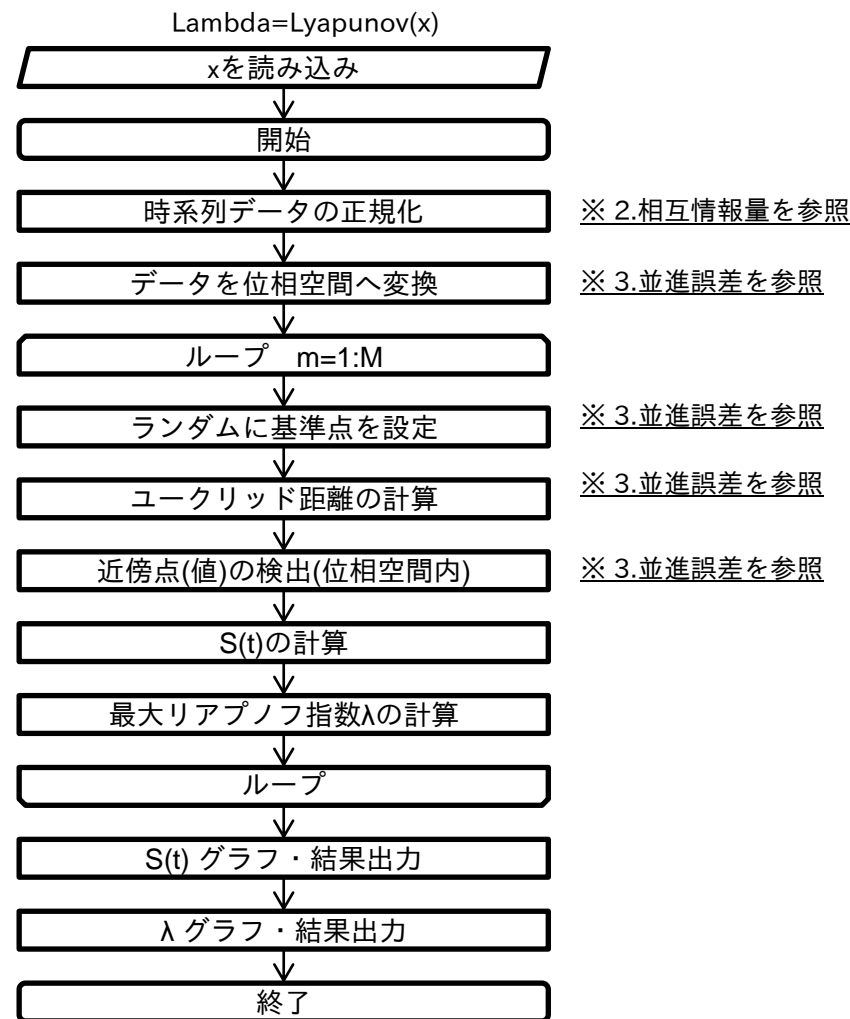 Lambda=Lyapunov(x)
xを読み込み
開始
時系列データの正規化 ※ 2.相互情報量を参照
データを位相空間へ変換 ※ 3.並進誤差を参照
ループ　m=1:M
ランダムに基準点を設定 ※ 3.並進誤差を参照
ユークリッド距離の計算 ※ 3.並進誤差を参照
近傍点(値)の検出(位相空間内) ※ 3.並進誤差を参照
S(t)の計算
最大リアプノフ指数λの計算
ループ
S(t) グラフ・結果出力
λ グラフ・結果出力
終了